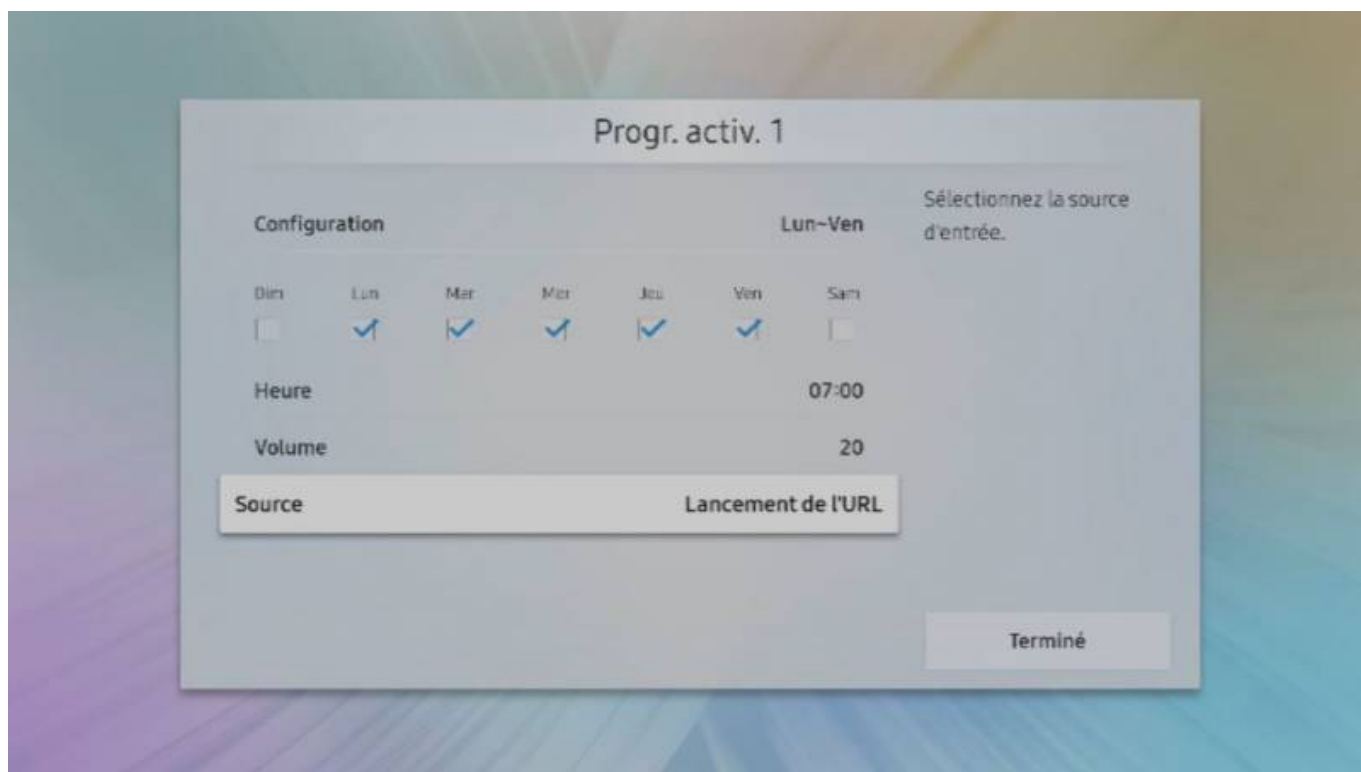 Progr. activ. 1
Configuration Lun~Ven
Sélectionnez la source
d'entrée.
Dim Lun Mar Mer Jeu Ven Sam
Heure 07:00
Volume 20
Source Lancement de l'URL
Terminé